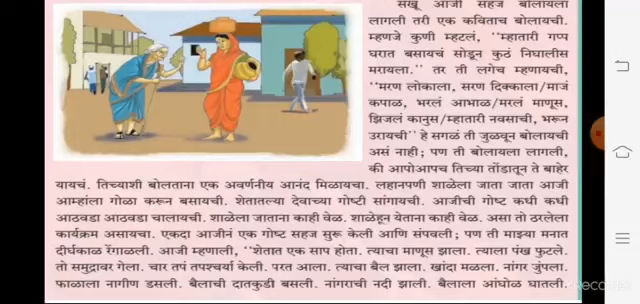 सखू आजी सहज बोलायला
लागली तरी एक कविताच बोलायची.
म्हणजे कुणी म्हटलं, ‘‘म्हातारी गप्प
घरात बसायचं सोडून कुठं निघालीस
मरायला.’’ तर ती लगेच म्हणायची,
‘‘मरण लोकाला, सरण दिक्काला/माजं
कपाळ, भरलं आभाळ/मरलं माणूस,
झिजलं कानुस/म्हातारी नवसाची, भरून
उरायची’’ हे सगळं ती जुळवून बोलायची
असं नाही; पण ती बोलायला लागली,
की आपोआपच तिच्या तोंडातून ते बाहेर
यायचं. तिच्याशी बोलताना एक अवर्णनीय आनंद मिळायचा. लहानपणी शाळेला जाता जाता आजी
आम्हांला गोळा करून बसायची. शेतातल्या देवाच्या गोष्टी सांगायची. आजीची गोष्ट कधी कधी
आठवडा आठवडा चालायची. शाळेला जाताना काही वेळ. शाळेहून येताना काही वेळ. असा तो ठरलेला
कार्यक्रम असायचा. एकदा आजीनं एक गोष्ट सहज सुरू केली आणि संपवली; पण ती माझ्या मनात
दीर्घकाळ रेंगाळली. आजी म्हणाली, ‘‘शेतात एक साप होता. त्याचा माणूस झाला. त्याला पंख फुटले.
तो समुद्रावर गेला. चार तपं तपश्चर्या केली. परत आला. त्याचा बैल झाला. खांदा मळला. नांगर जुंपला.
फाळाला नागीण डसली. बैलाची दातकुडी बसली. नांगराची नदी झाली. बैलाला आंघोळ घातली.